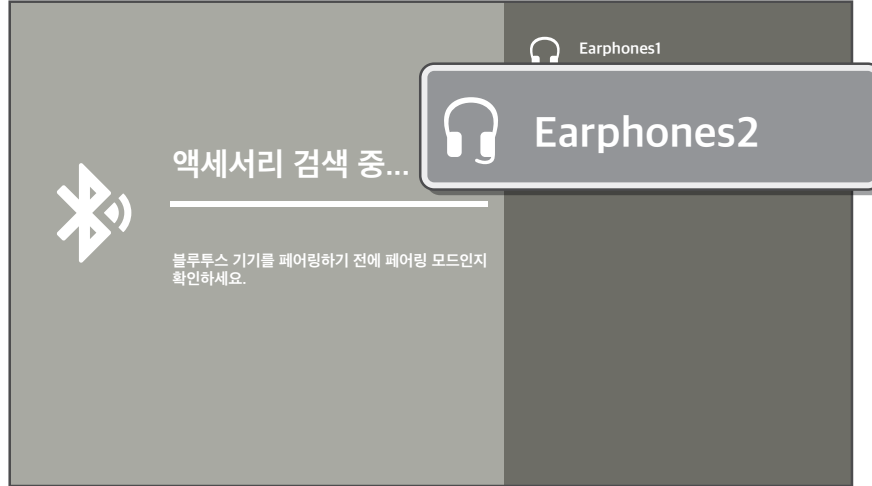 Earphones1
Earphones2
액세서리 검색 중...
블루투스 기기를 페어링하기 전에 페어링 모드인지
확인하세요.